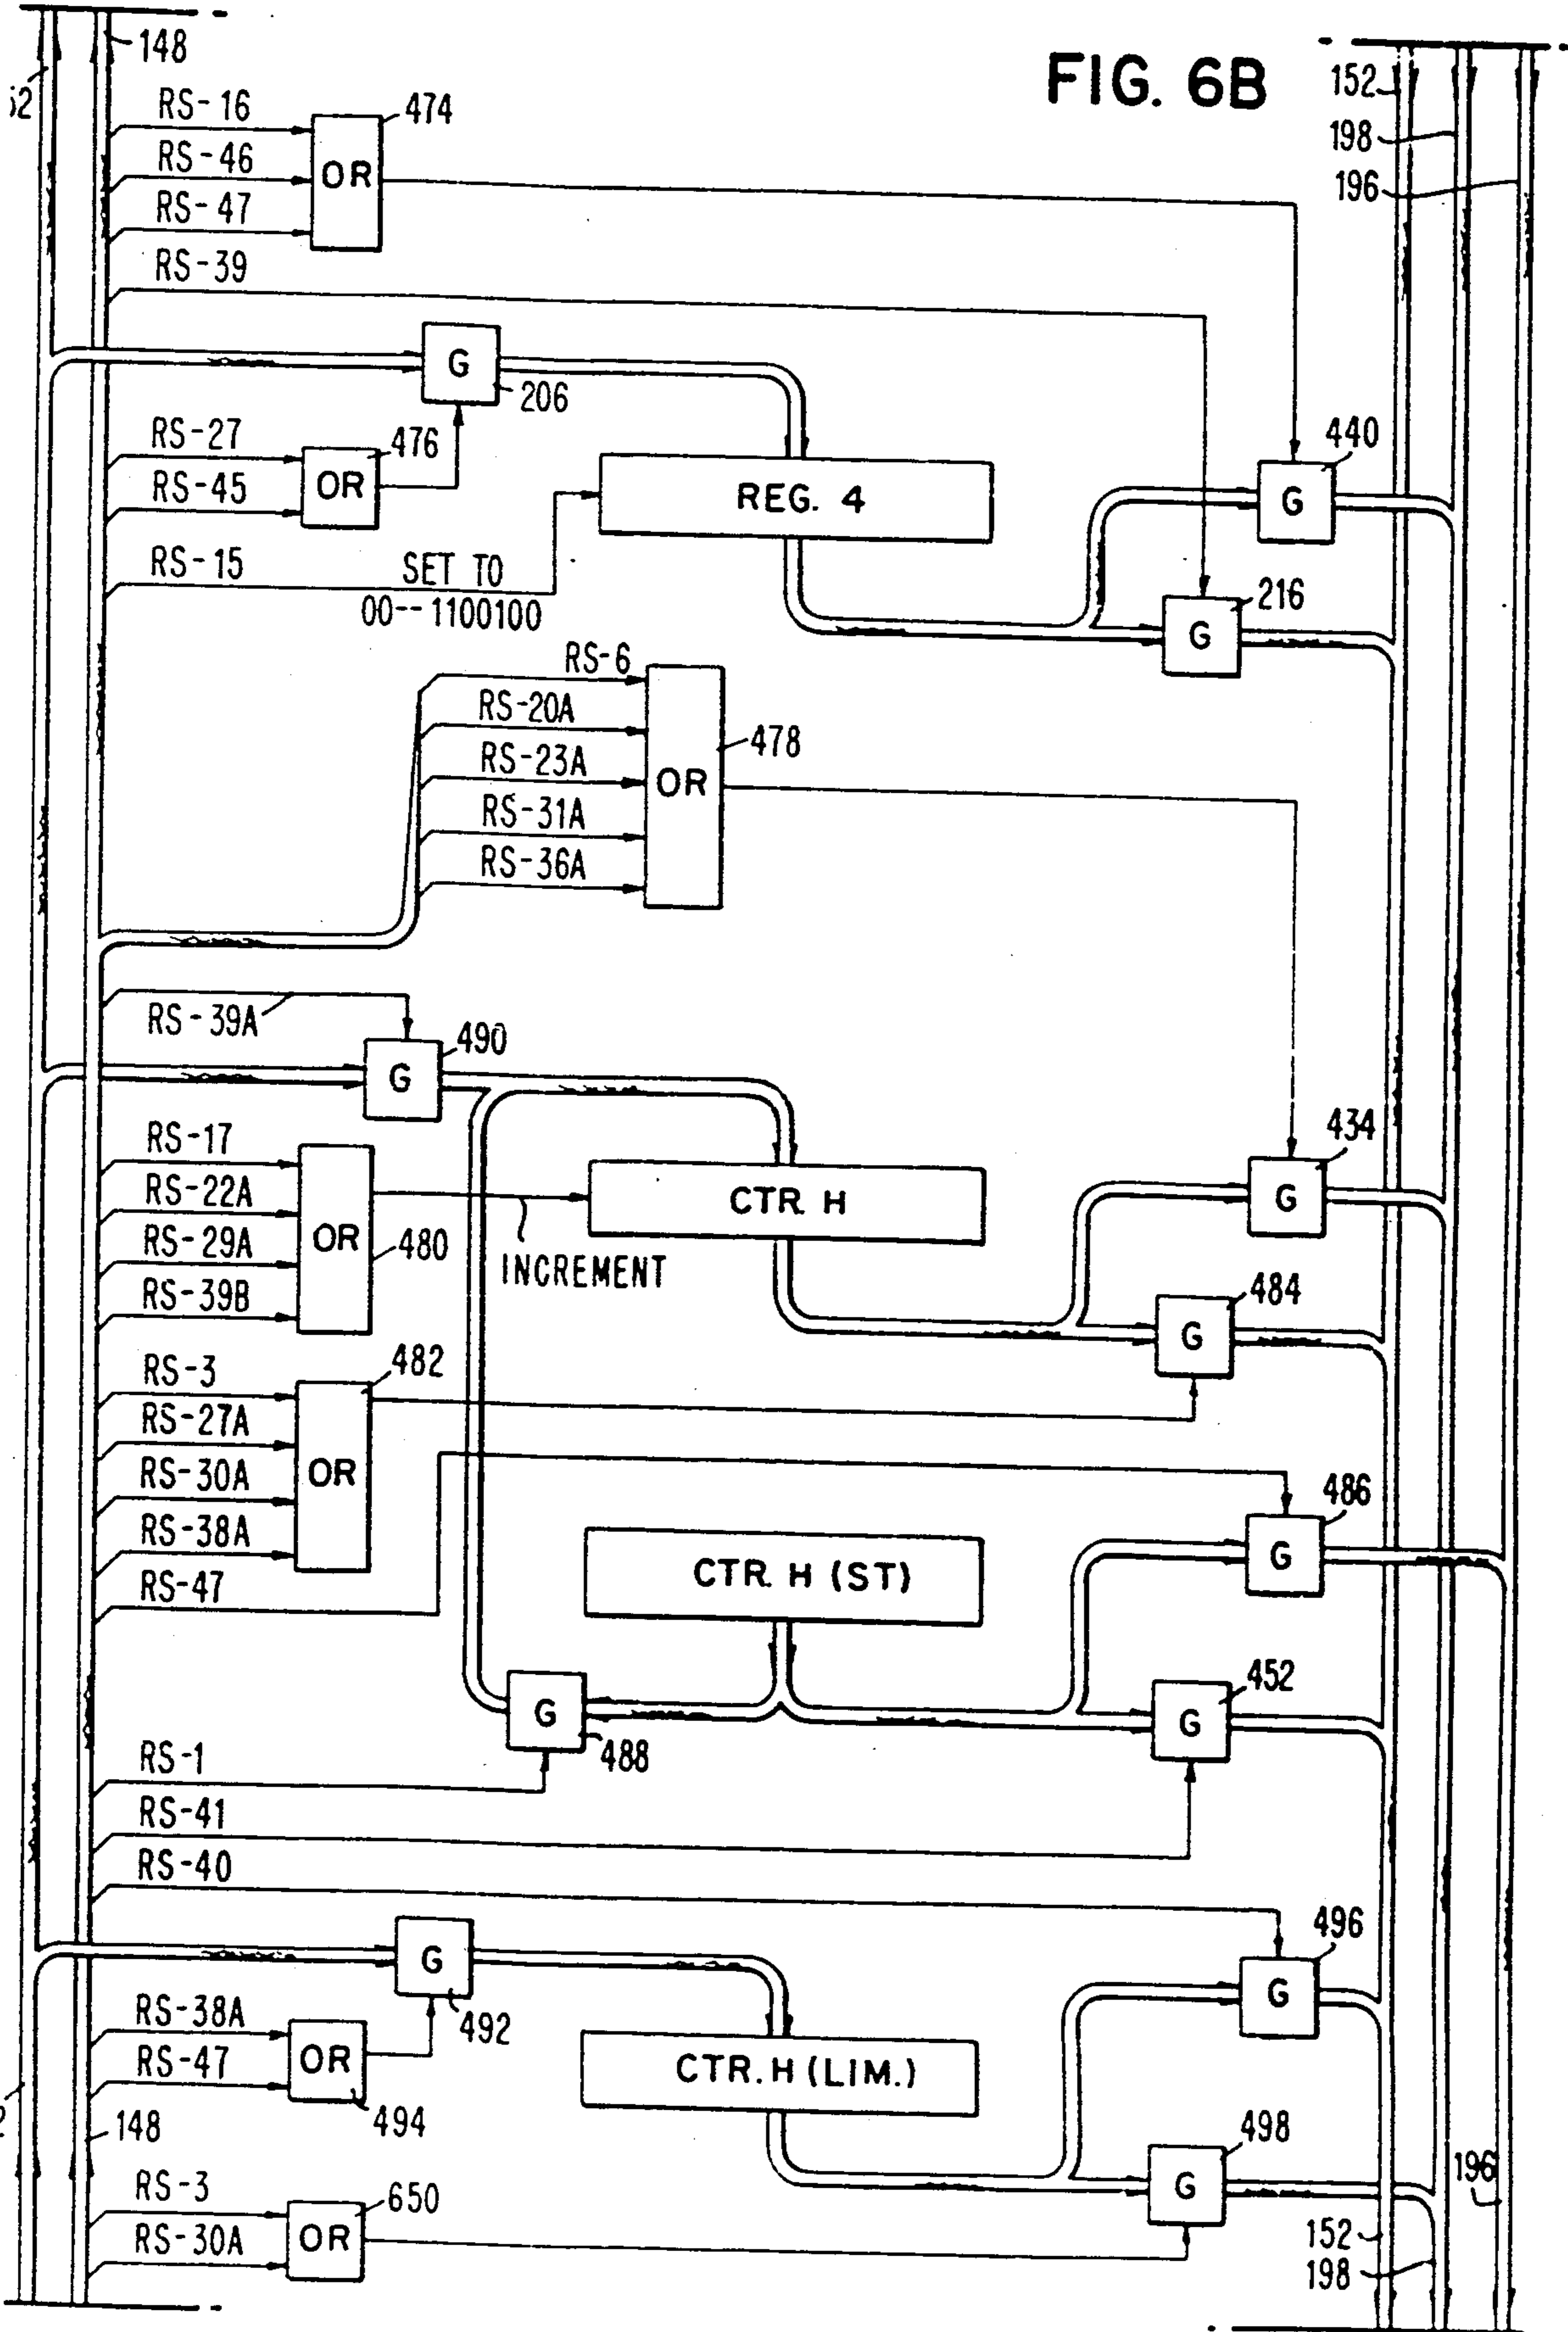 FIG. 6B
148
152
198
196
RS-16
474
RS-46
OR
RS-47
RS-39
G
206
RS-27
476
440
OR
G
RS-45
REG. 4
RS-15
SET TO
00--1100100
216
G
RS-6
RS-20A
478
RS-23A
OR
RS-31A
RS-36A
RS-39A
490
G
RS-17
434
RS-22A
CTR. H
G
RS-29A
OR
480
INCREMENT
RS-39B
484
G
RS-3
482
RS-27A
OR
RS-30A
486
RS-38A
G
CTR. H (ST)
RS-47
452
G
G
488
RS-1
RS-41
RS-40
496
G
G
492
RS-38A
OR
RS-47
CTR. H (LIM.)
494
148
498
196
RS-3
650
G
RS-30A
OR
152
198